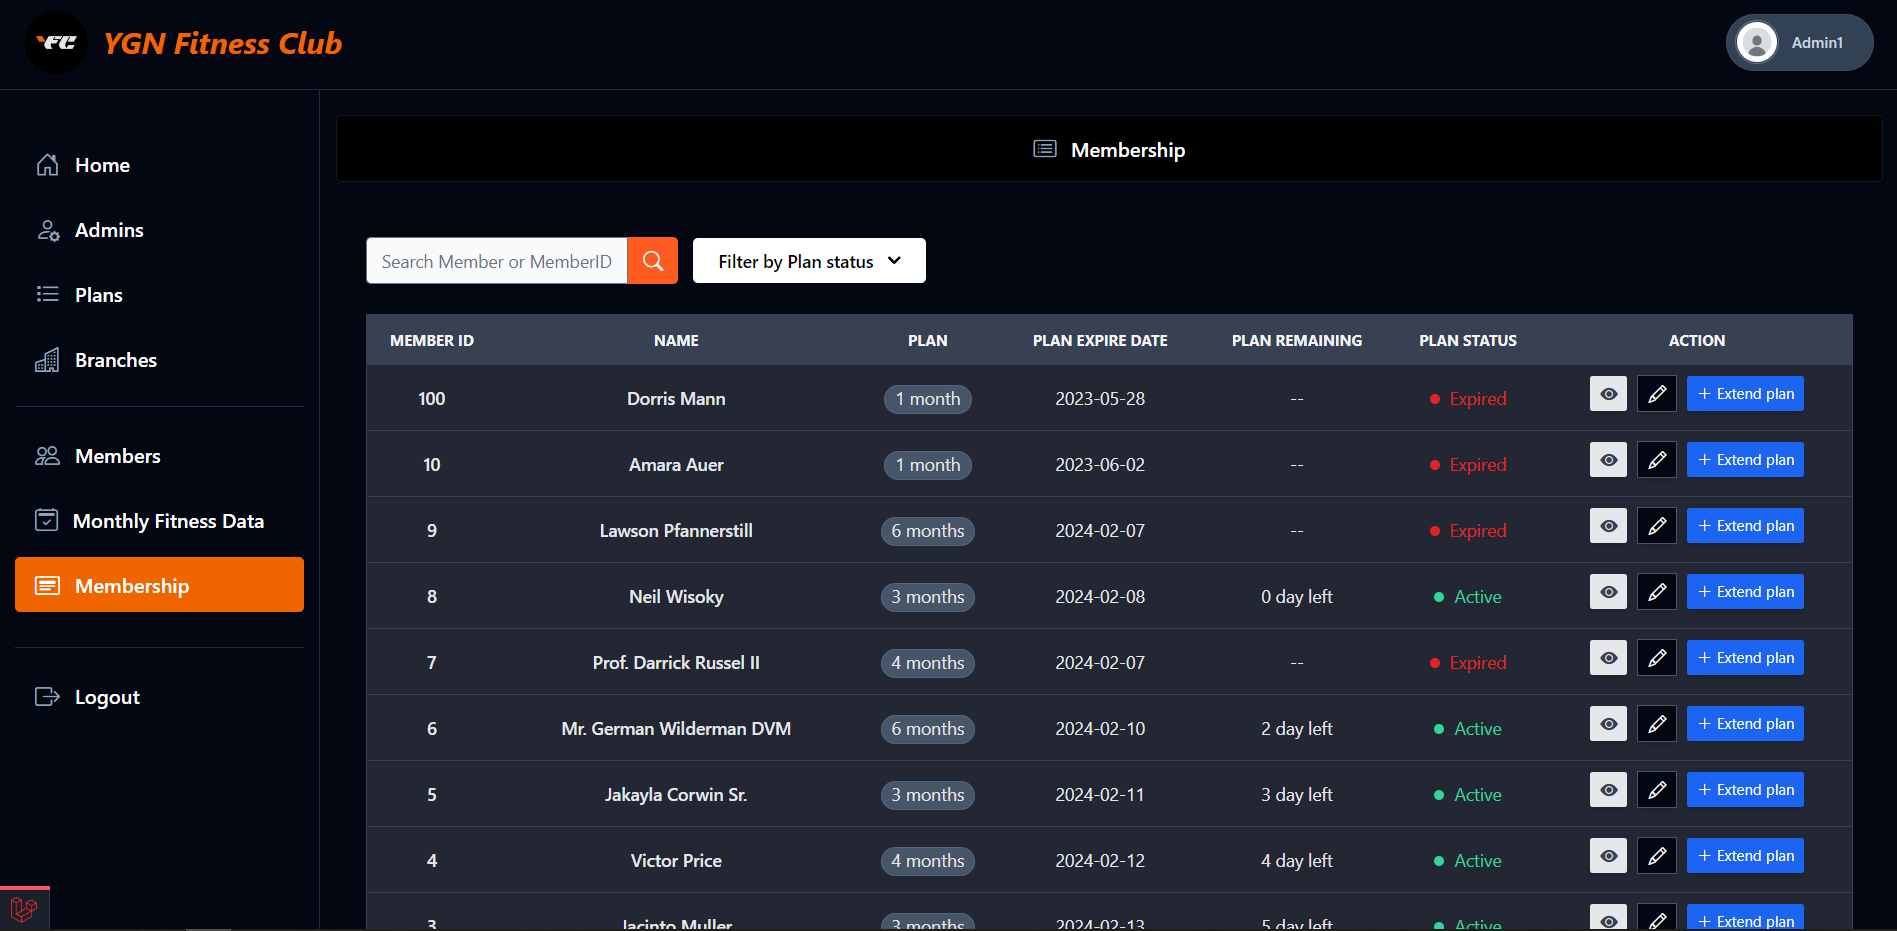 YFC YGN Fitness Club
Admin1
Home
Admins
Plans
Branches
Members
Monthly Fitness Data
Membership
Logout
Membership
Search Member or MemberID
Filter by Plan status
MEMBER ID NAME PLAN PLAN EXPIRE DATE PLAN REMAINING PLAN STATUS ACTION
100 Dorris Mann 1 month 2023-05-28 -- Expired + Extend plan
10 Amara Auer 1 month 2023-06-02 -- Expired + Extend plan
9 Lawson Pfannerstill 6 months 2024-02-07 -- Expired + Extend plan
8 Neil Wisoky 3 months 2024-02-08 0 day left Active + Extend plan
7 Prof. Darrick Russel II 4 months 2024-02-07 -- Expired + Extend plan
6 Mr. German Wilderman DVM 6 months 2024-02-10 2 day left Active + Extend plan
5 Jakayla Corwin Sr. 3 months 2024-02-11 3 day left Active + Extend plan
4 Victor Price 4 months 2024-02-12 4 day left Active + Extend plan
3 Jacinto Muller 3 months 2024-02-13 5 day left Active + Extend plan